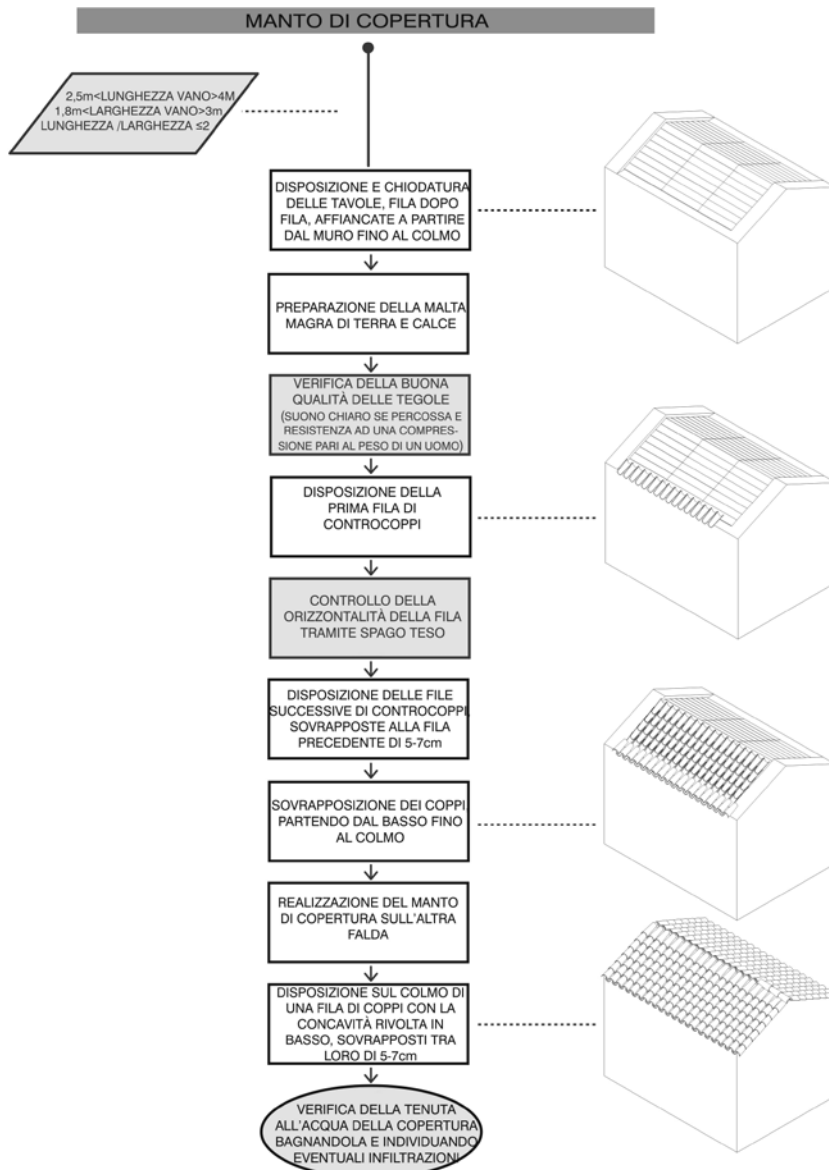 MANTO DI COPERTURA
2,5m<LUNGHEZZA VANO>4M
1,8m<LARGHEZZA VANO>3m
LUNGHEZZA /LARGHEZZA ≤2
DISPOSIZIONE E CHIODATURA
DELLE TAVOLE, FILA DOPO
FILA, AFFIANCATE A PARTIRE
DAL MURO FINO AL COLMO
PREPARAZIONE DELLA MALTA
MAGRA DI TERRA E CALCE
VERIFICA DELLA BUONA
QUALITÀ DELLE TEGOLE
(SUONO CHIARO SE PERCOSSA E
RESISTENZA AD UNA COMPRES-
SIONE PARI AL PESO DI UN UOMO)
DISPOSIZIONE DELLA
PRIMA FILA DI
CONTROCOPPI
CONTROLLO DELLA
ORIZZONTALITÀ DELLA FILA
TRAMITE SPAGO TESO
DISPOSIZIONE DELLE FILE
SUCCESSIVE DI CONTROCOPPI,
SOVRAPPOSTE ALLA FILA
PRECEDENTE DI 5-7cm
SOVRAPPOSIZIONE DEI COPPI,
PARTENDO DAL BASSO FINO
AL COLMO
REALIZZAZIONE DEL MANTO
DI COPERTURA SULL'ALTRA
FALDA
DISPOSIZIONE SUL COLMO DI
UNA FILA DI COPPI CON LA
CONCAVITÀ RIVOLTA IN
BASSO, SOVRAPPOSTI TRA
LORO DI 5-7cm
VERIFICA DELLA TENUTA
ALL'ACQUA DELLA COPERTURA
BAGNANDOLA E INDIVIDUANDO
EVENTUALI INFILTRAZIONI